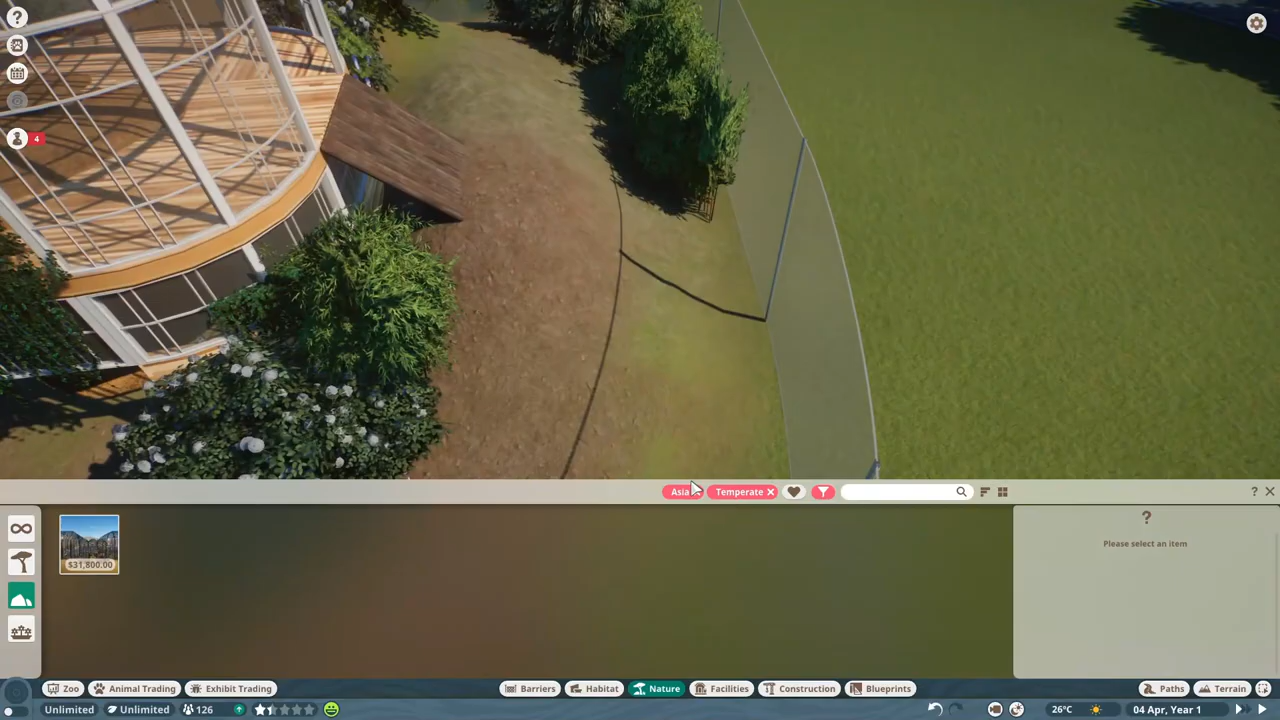 ?
4
Asia
Temperate ×
? ×
$31,800.00
?
Please select an item
Zoo Animal Trading Exhibit Trading Barriers Habitat Nature Facilities Construction Blueprints Paths Terrain
Unlimited Unlimited 126 26°C 04 Apr, Year 1